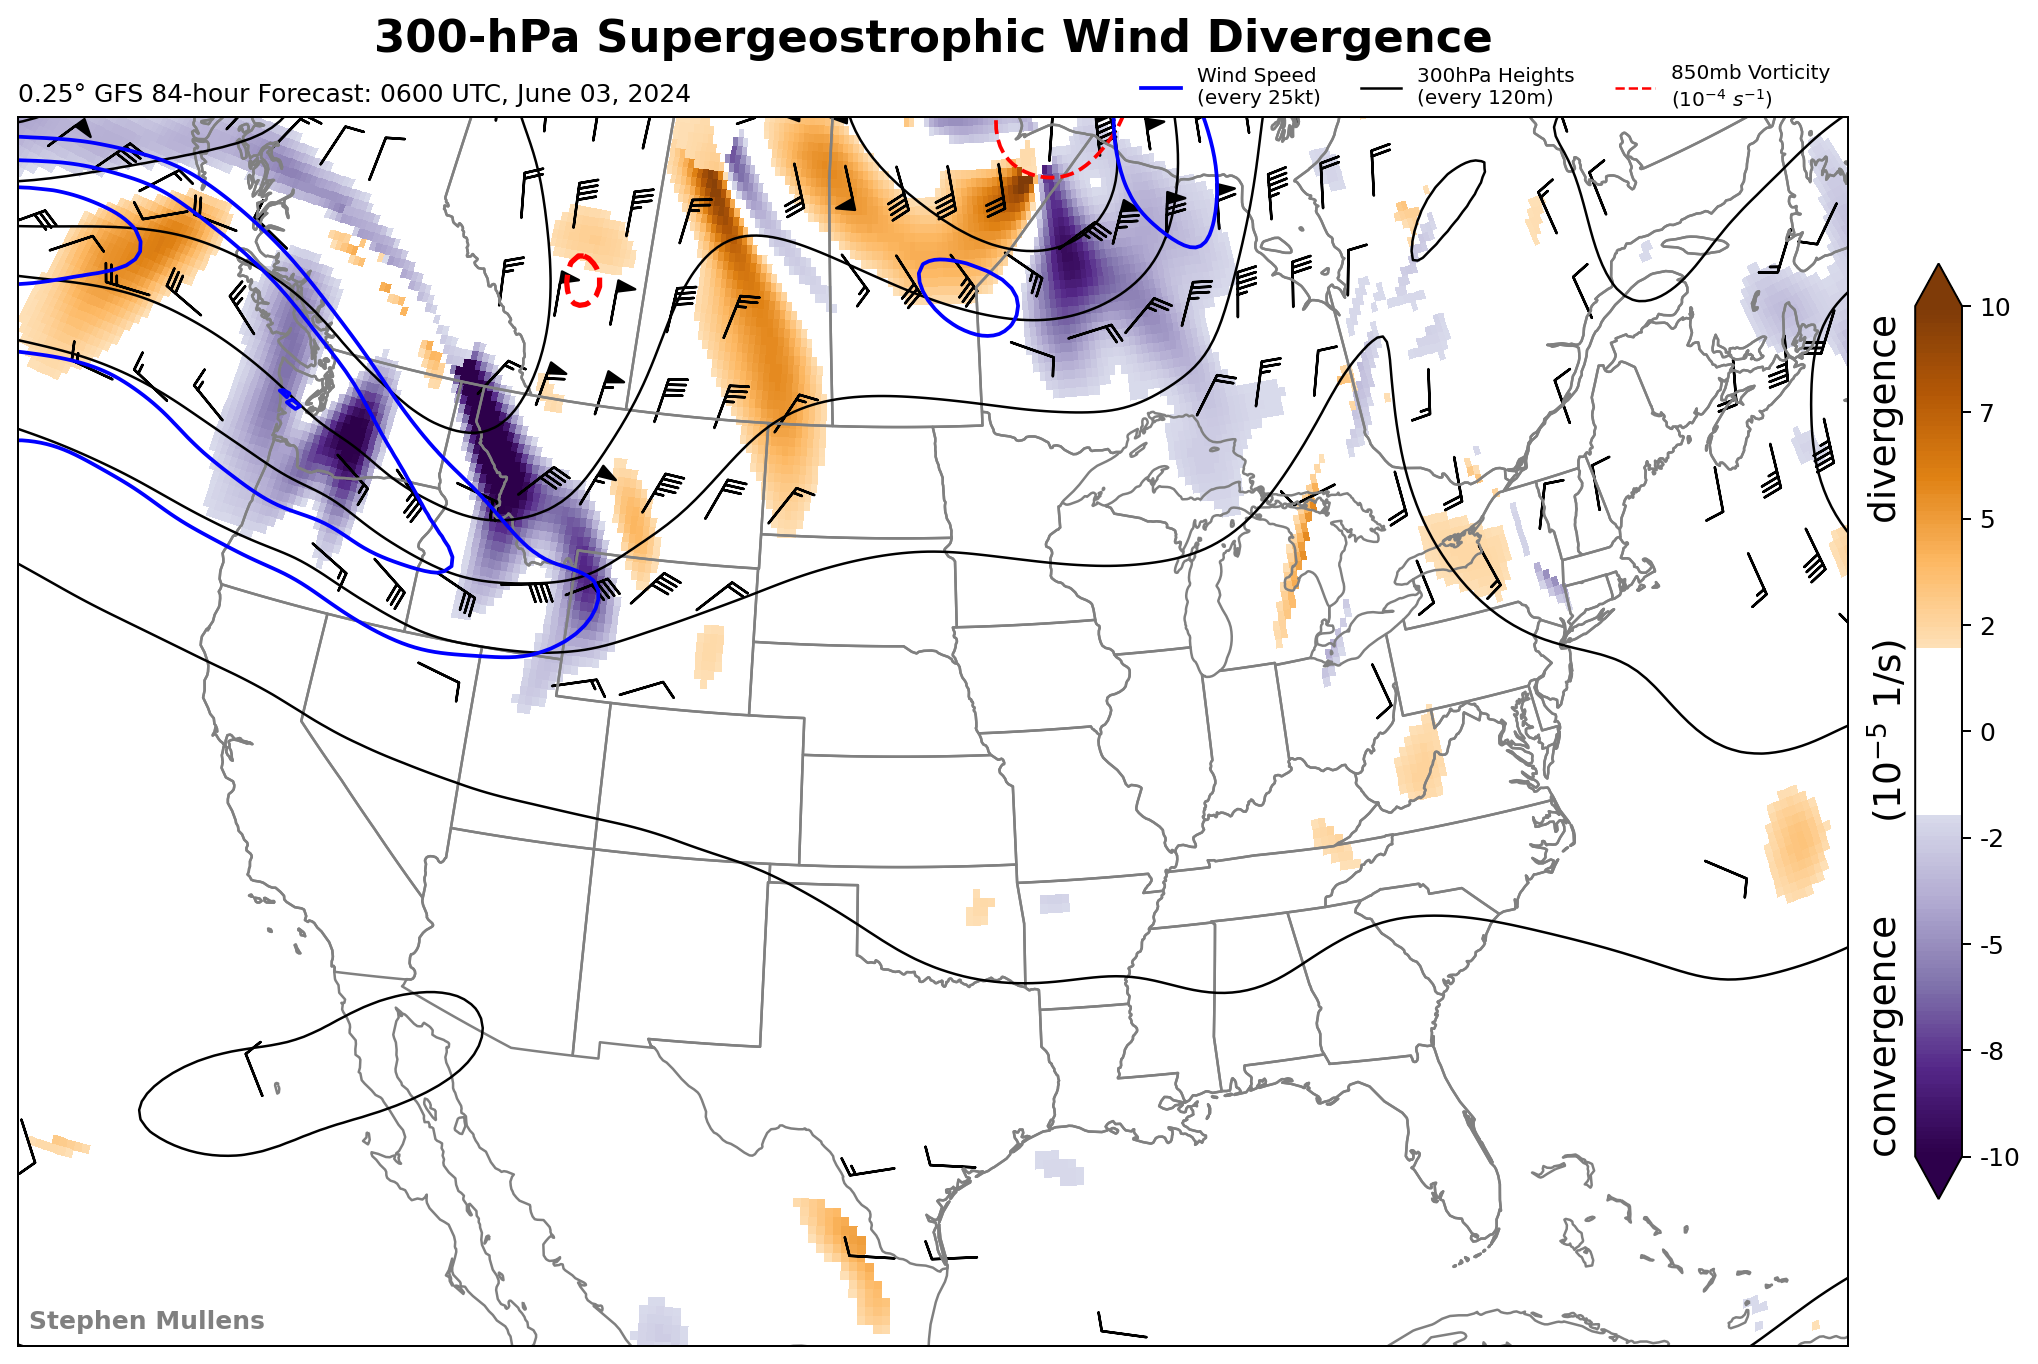 300-hPa Supergeostrophic Wind Divergence
0.25° GFS 84-hour Forecast: 0600 UTC, June 03, 2024
Wind Speed
(every 25kt)
300hPa Heights
(every 120m)
850mb Vorticity
(10⁻⁴ s⁻¹)
10
7
5
2
0
-2
-5
-8
-10
convergence (10⁻⁵ 1/s) divergence
Stephen Mullens